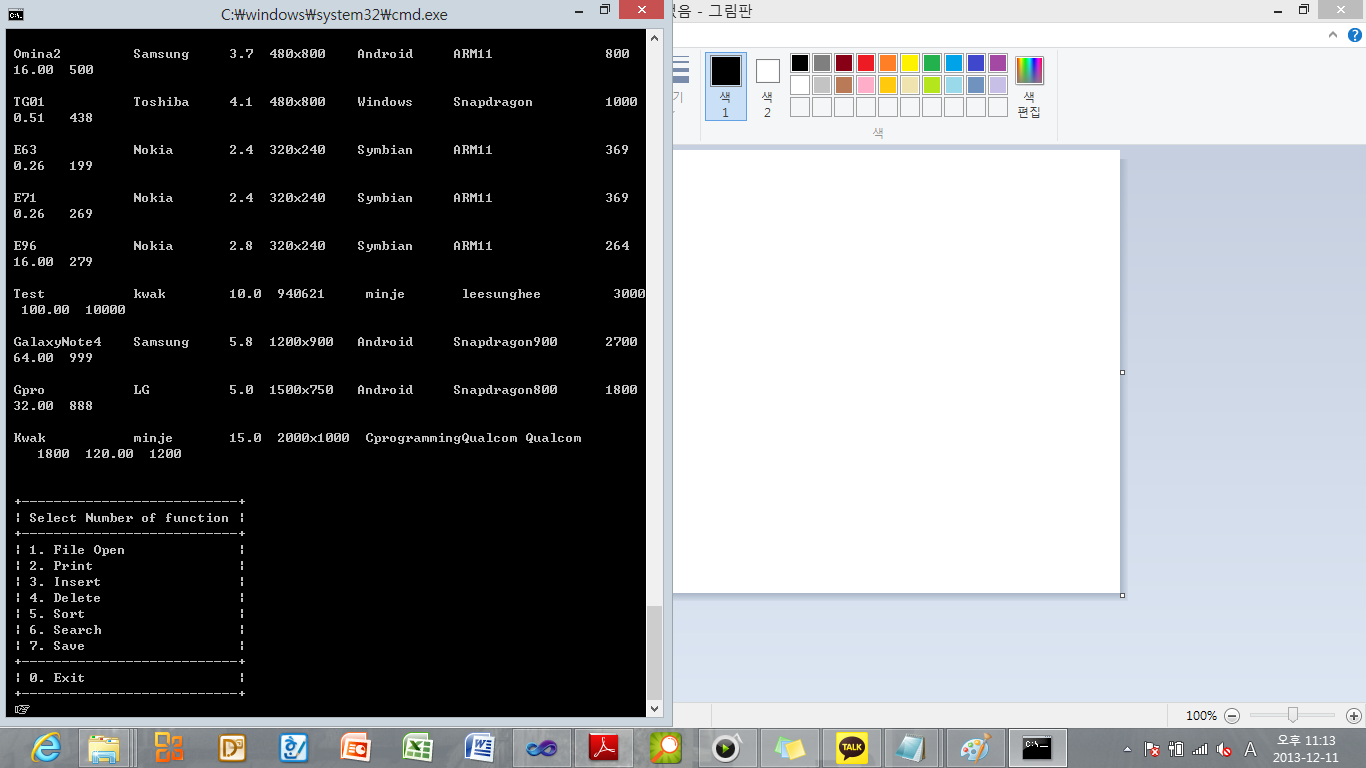 C:\windows\system32\cmd.exe
Omina2 Samsung 3.7 480x800 Android ARM11 800
16.00 500
TG01 Toshiba 4.1 480x800 Windows Snapdragon 1000
0.51 438
E63 Nokia 2.4 320x240 Symbian ARM11 369
0.26 199
E71 Nokia 2.4 320x240 Symbian ARM11 369
0.26 269
E96 Nokia 2.8 320x240 Symbian ARM11 264
16.00 279
Test kwak 10.0 940621 minje leesunghee 3000
100.00 10000
GalaxyNote4 Samsung 5.8 1200x900 Android Snapdragon900 2700
64.00 999
Gpro LG 5.0 1500x750 Android Snapdragon800 1800
32.00 888
Kwak minje 15.0 2000x1000 CprogrammingQualcom Qualcom
1800 120.00 1200
+---------------------------+
| Select Number of function |
+---------------------------+
| 1. File Open |
| 2. Print |
| 3. Insert |
| 4. Delete |
| 5. Sort |
| 6. Search |
| 7. Save |
+---------------------------+
| 0. Exit |
+---------------------------+
☞
없음 - 그림판
기
색
1
색
2
색
편집
색
100%
TALK
C:\
A
오후 11:13
2013-12-11